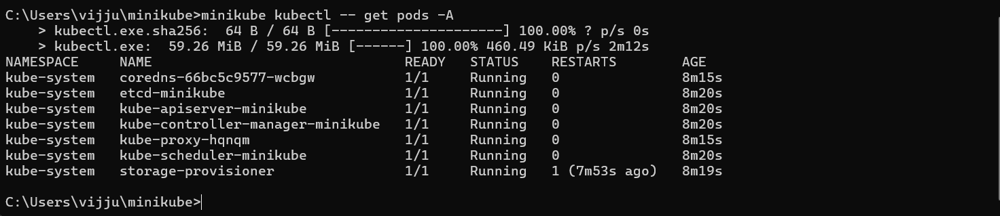 C:\Users\vijju\minikube>minikube kubectl -- get pods -A
    > kubectl.exe.sha256:  64 B / 64 B [---------------------] 100.00% ? p/s 0s
    > kubectl.exe:  59.26 MiB / 59.26 MiB [------] 100.00% 460.49 KiB p/s 2m12s
NAMESPACE     NAME                               READY   STATUS    RESTARTS        AGE
kube-system   coredns-66bc5c9577-wcbgw           1/1     Running   0               8m15s
kube-system   etcd-minikube                      1/1     Running   0               8m20s
kube-system   kube-apiserver-minikube            1/1     Running   0               8m20s
kube-system   kube-controller-manager-minikube   1/1     Running   0               8m20s
kube-system   kube-proxy-hqnqm                   1/1     Running   0               8m15s
kube-system   kube-scheduler-minikube            1/1     Running   0               8m20s
kube-system   storage-provisioner                1/1     Running   1 (7m53s ago)   8m19s
C:\Users\vijju\minikube>